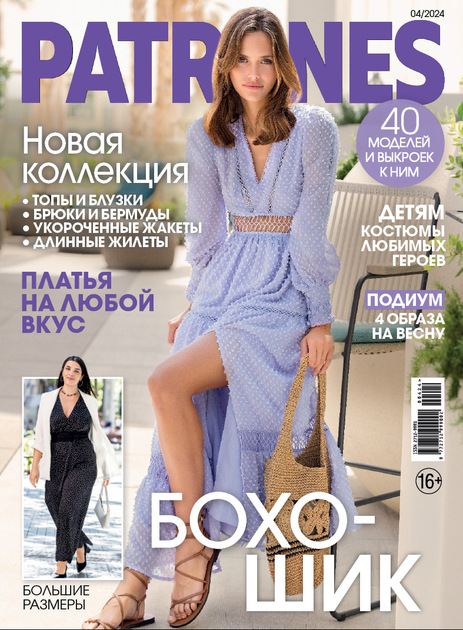 04/2024
PATRONES
40
МОДЕЛЕЙ
И ВЫКРОЕК
К НИМ
Новая
коллекция
• ТОПЫ И БЛУЗКИ
• БРЮКИ И БЕРМУДЫ
• УКОРОЧЕННЫЕ ЖАКЕТЫ
• ДЛИННЫЕ ЖИЛЕТЫ
ДЕТЯМ
КОСТЮМЫ
ЛЮБИМЫХ
ГЕРОЕВ
ПЛАТЬЯ
НА ЛЮБОЙ
ВКУС
ПОДИУМ
4 ОБРАЗА
НА ВЕСНУ
16+
БОХО-
ШИК
БОЛЬШИЕ
РАЗМЕРЫ